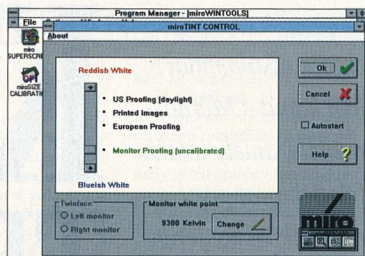 Program Manager - [miroWINTOOLS]
File
miroTINT CONTROL
About
miro
SUPERSCRE
miroSIZE
CALIBRATI
Reddish White
• US Proofing (daylight)
• Printed images
• European Proofing
• Monitor Proofing (uncalibrated)
Blueish White
Ok
Cancel
Autostart
Help
Twinface
Left monitor
Right monitor
Monitor white point
9300 Kelvin
Change
miro